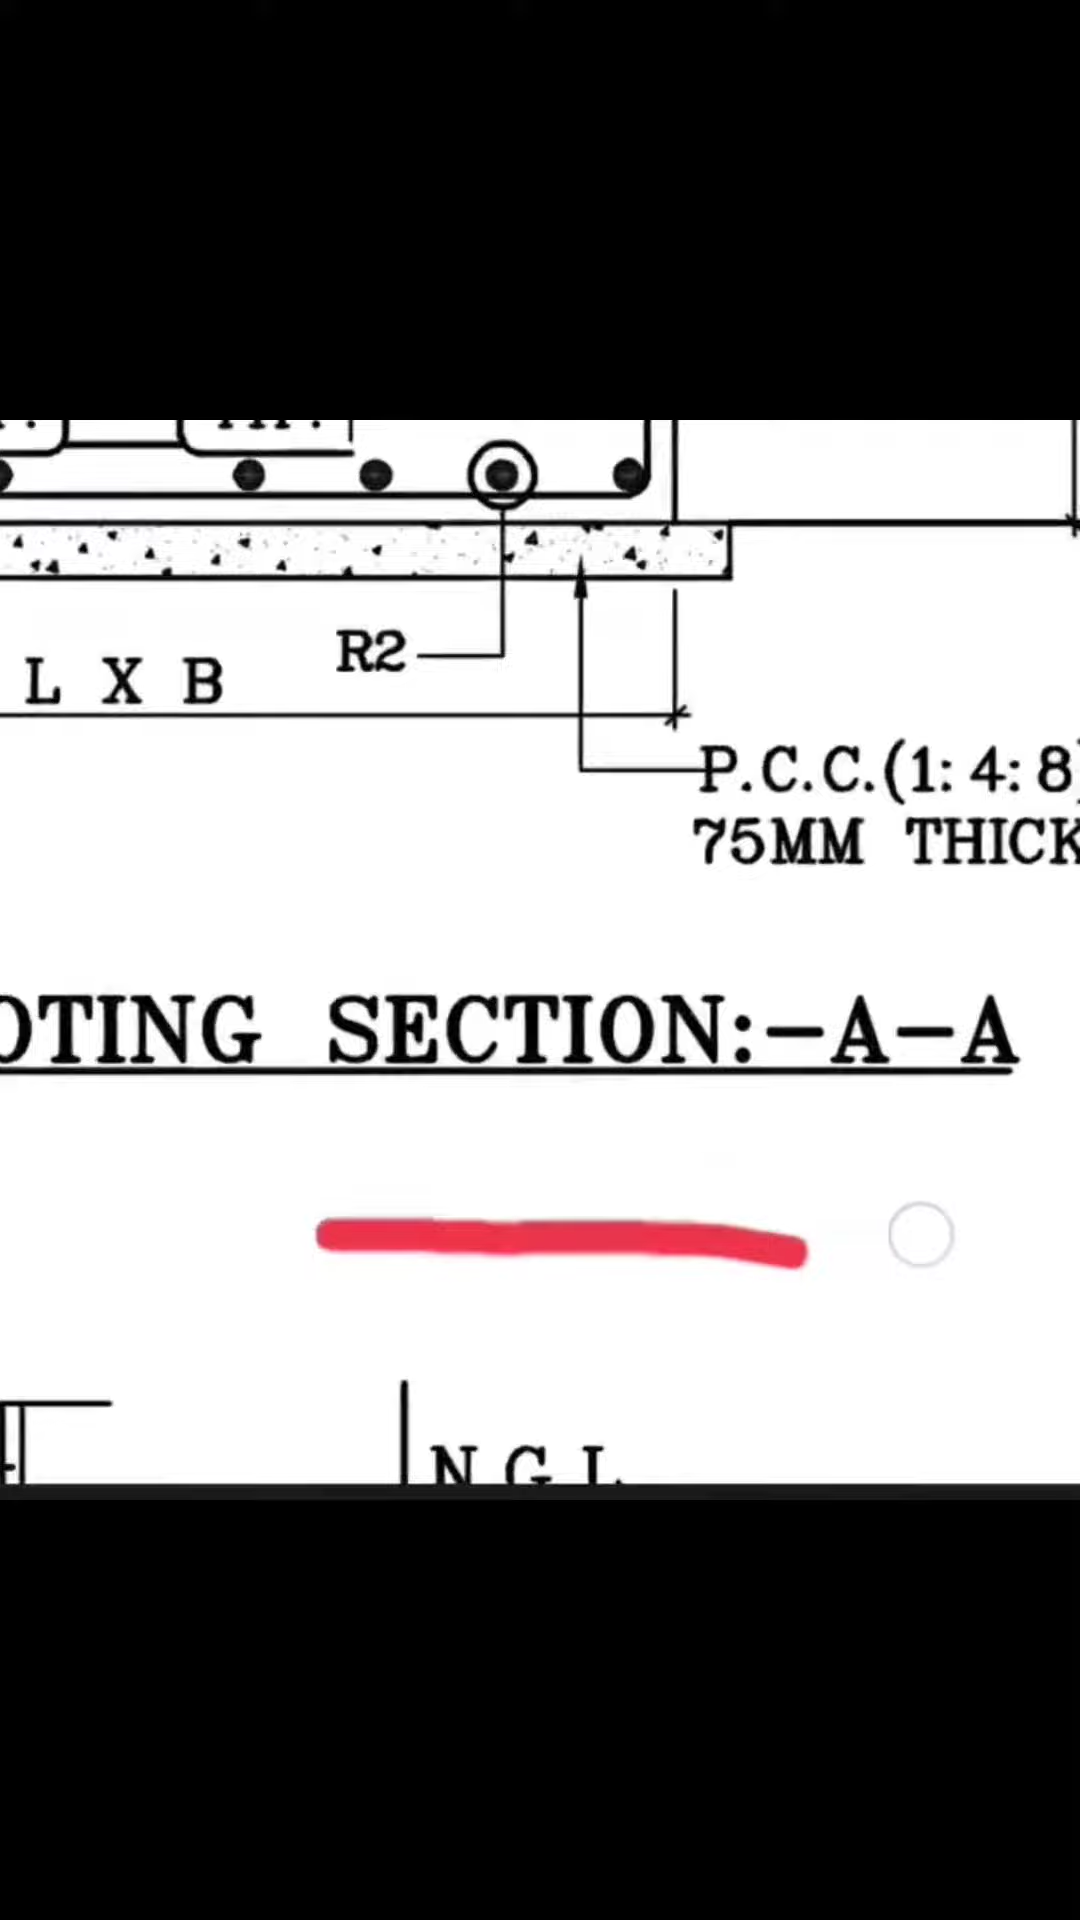 R2
L X B
P.C.C.(1:4:8)
75MM THICK
OTING SECTION:-A-A
N G L